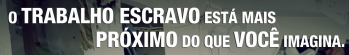 O TRABALHO ESCRAVO ESTÁ MAIS
PRÓXIMO DO QUE VOCÊ IMAGINA.